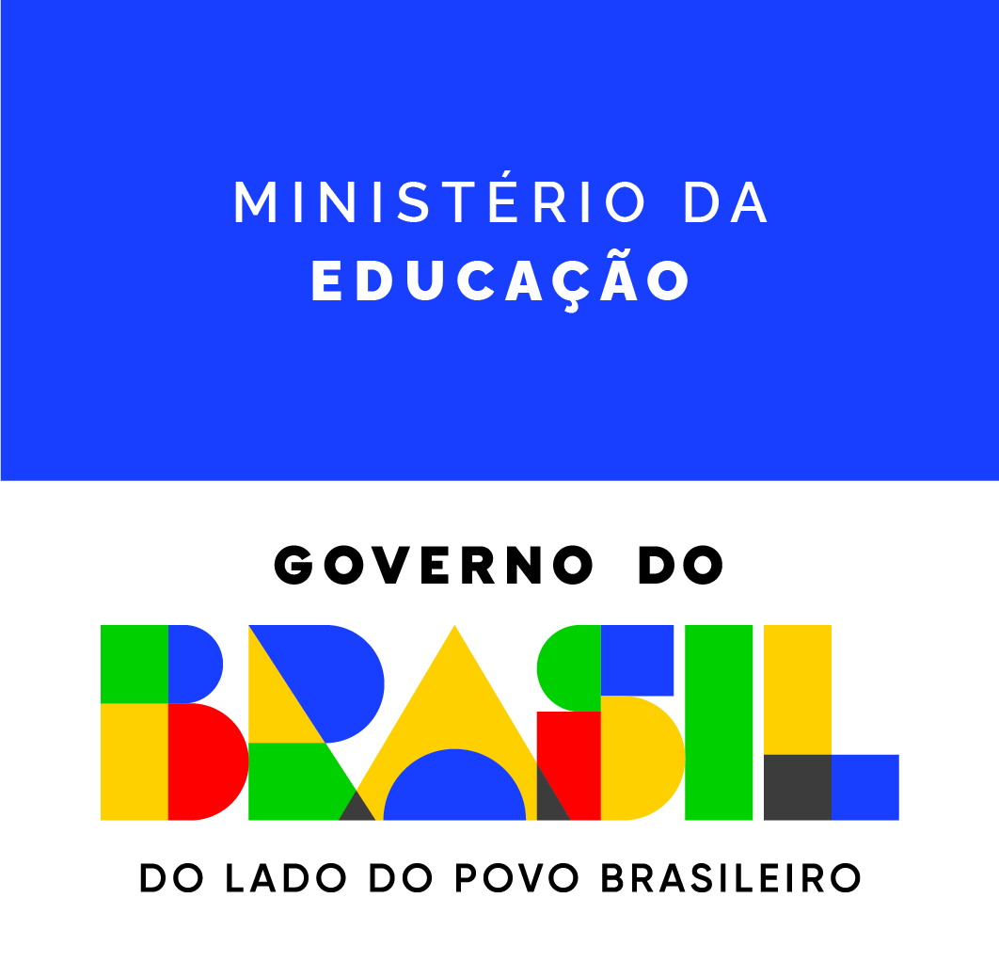 MINISTÉRIO DA
EDUCAÇÃO
GOVERNO DO
BRASIL
DO LADO DO POVO BRASILEIRO